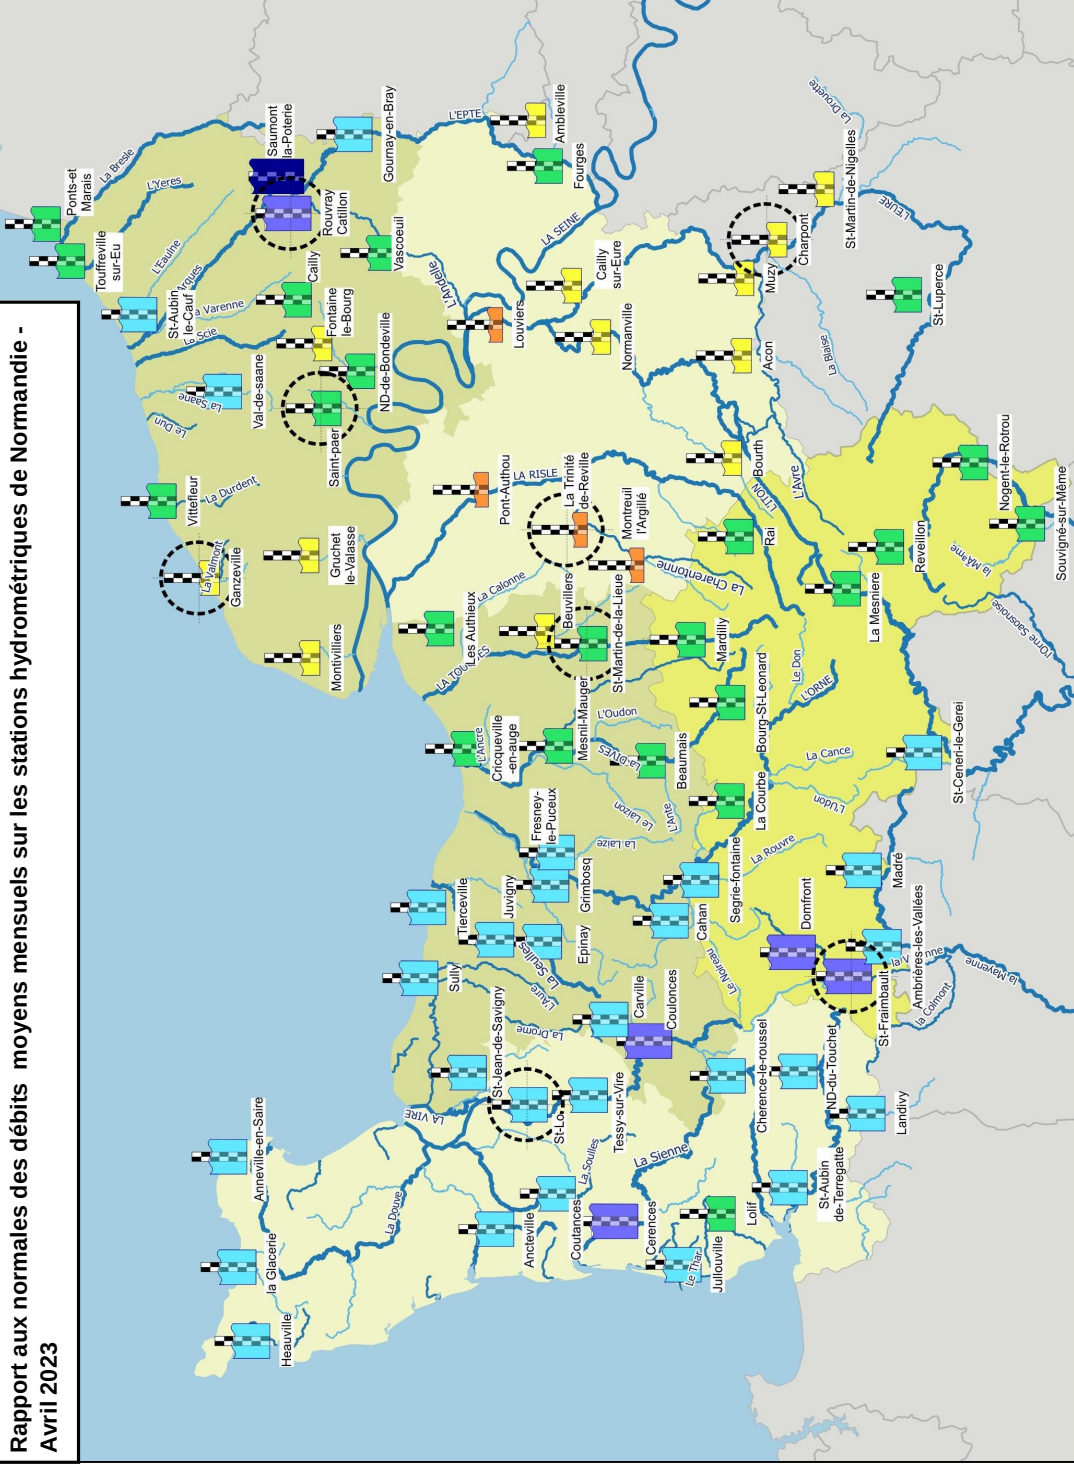 Rapport aux normales des débits moyens mensuels sur les stations hydrométriques de Normandie -
Avril 2023
Heauville
la Glacerie
Anneville-en-Saire
La Douve
Ancteville
Coutances
La Soulles
Cerences
La Sienne
Le Thar
Jullouville
Lolif
St-Aubin
de-Terregatte
Landivy
ND-du-Touchet
Cherence-le-roussel
Tessy-sur-Vire
St-Lo
LA VIRE
St-Jean-de-Savigny
La Drome
L'Aure
La Seulles
Sully
Tierceville
Juvigny
Epinay
Carville
Coulonces
Grimbosq
Fresney-
le-Puceux
La Laize
Le Laizon
L'Ante
Cahan
Segrie-fontaine
Le Noireau
La Rouvre
Domfront
St-Fraimbault
Ambrières-les-Vallées
la Colmont
la Mayenne
Madré
L'Udon
La Cance
St-Ceneri-le-Gerei
La Courbe
Bourg-St-Leonard
L'ORNE
Le Don
Beaumais
La DIVES
L'Oudon
Mesnil-Mauger
Cricqueville
-en-auge
L'Ancre
LA TOUQUES
Les Authieux
La Calonne
Beuvillers
St-Martin-de-la-Lieue
Mardilly
La Charentonne
Montreuil
l'Argillé
La Trinité
de-Reville
LA RISLE
Pont-Authou
Rai
La Mesniere
Reveillon
l'Orne Saosnoise
Souvigné-sur-Même
Nogent-le-Rotrou
L'ITON
L'Avre
Bourth
Acon
La Blaise
St-Luperce
L'EURE
Muzy
Charpont
St-Martin-de-Nigelles
La Drouette
Normanville
Cailly
sur-Eure
Louviers
LA SEINE
L'Andelle
Fourges
Ambleville
L'EPTE
Gournay-en-Bray
Vascoeuil
Rouvray
Catillon
Saumont
la-Poterie
Cailly
Fontaine
le-Bourg
ND-de-Bondeville
Saint-paer
Val-de-saane
La Saane
Le Dun
La Scie
La Varenne
St-Aubin
le-Cauf
Arques
L'Eaulne
L'Yeres
La Bresle
Touffreville
sur-Eu
Ponts-et
Marais
Vittefleur
La Durdent
La Valmont
Ganzeville
Gruchet
le-Valasse
Montivilliers